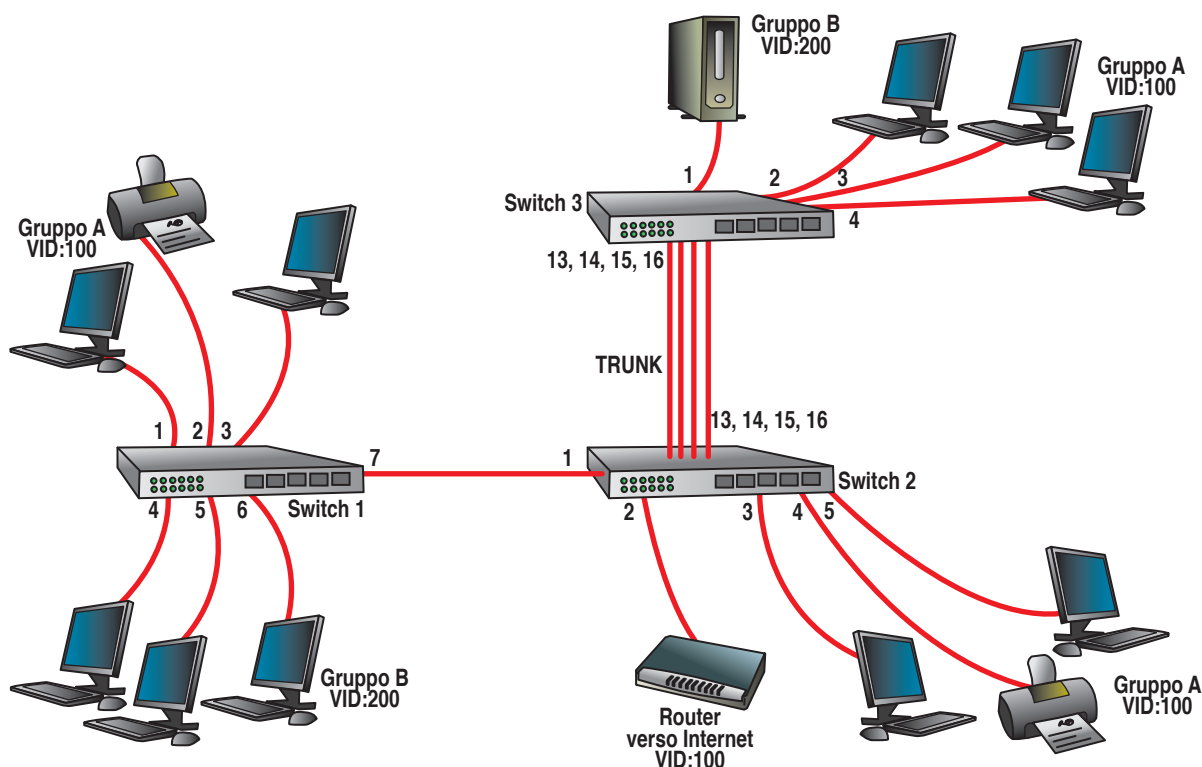 Gruppo B
VID:200
Gruppo A
VID:100
1
2
3
4
Switch 3
13, 14, 15, 16
Gruppo A
VID:100
TRUNK
13, 14, 15, 16
1
2
3
7
1
Switch 1
Switch 2
4
5
6
2
3
4
5
Gruppo B
VID:200
Router
verso Internet
VID:100
Gruppo A
VID:100